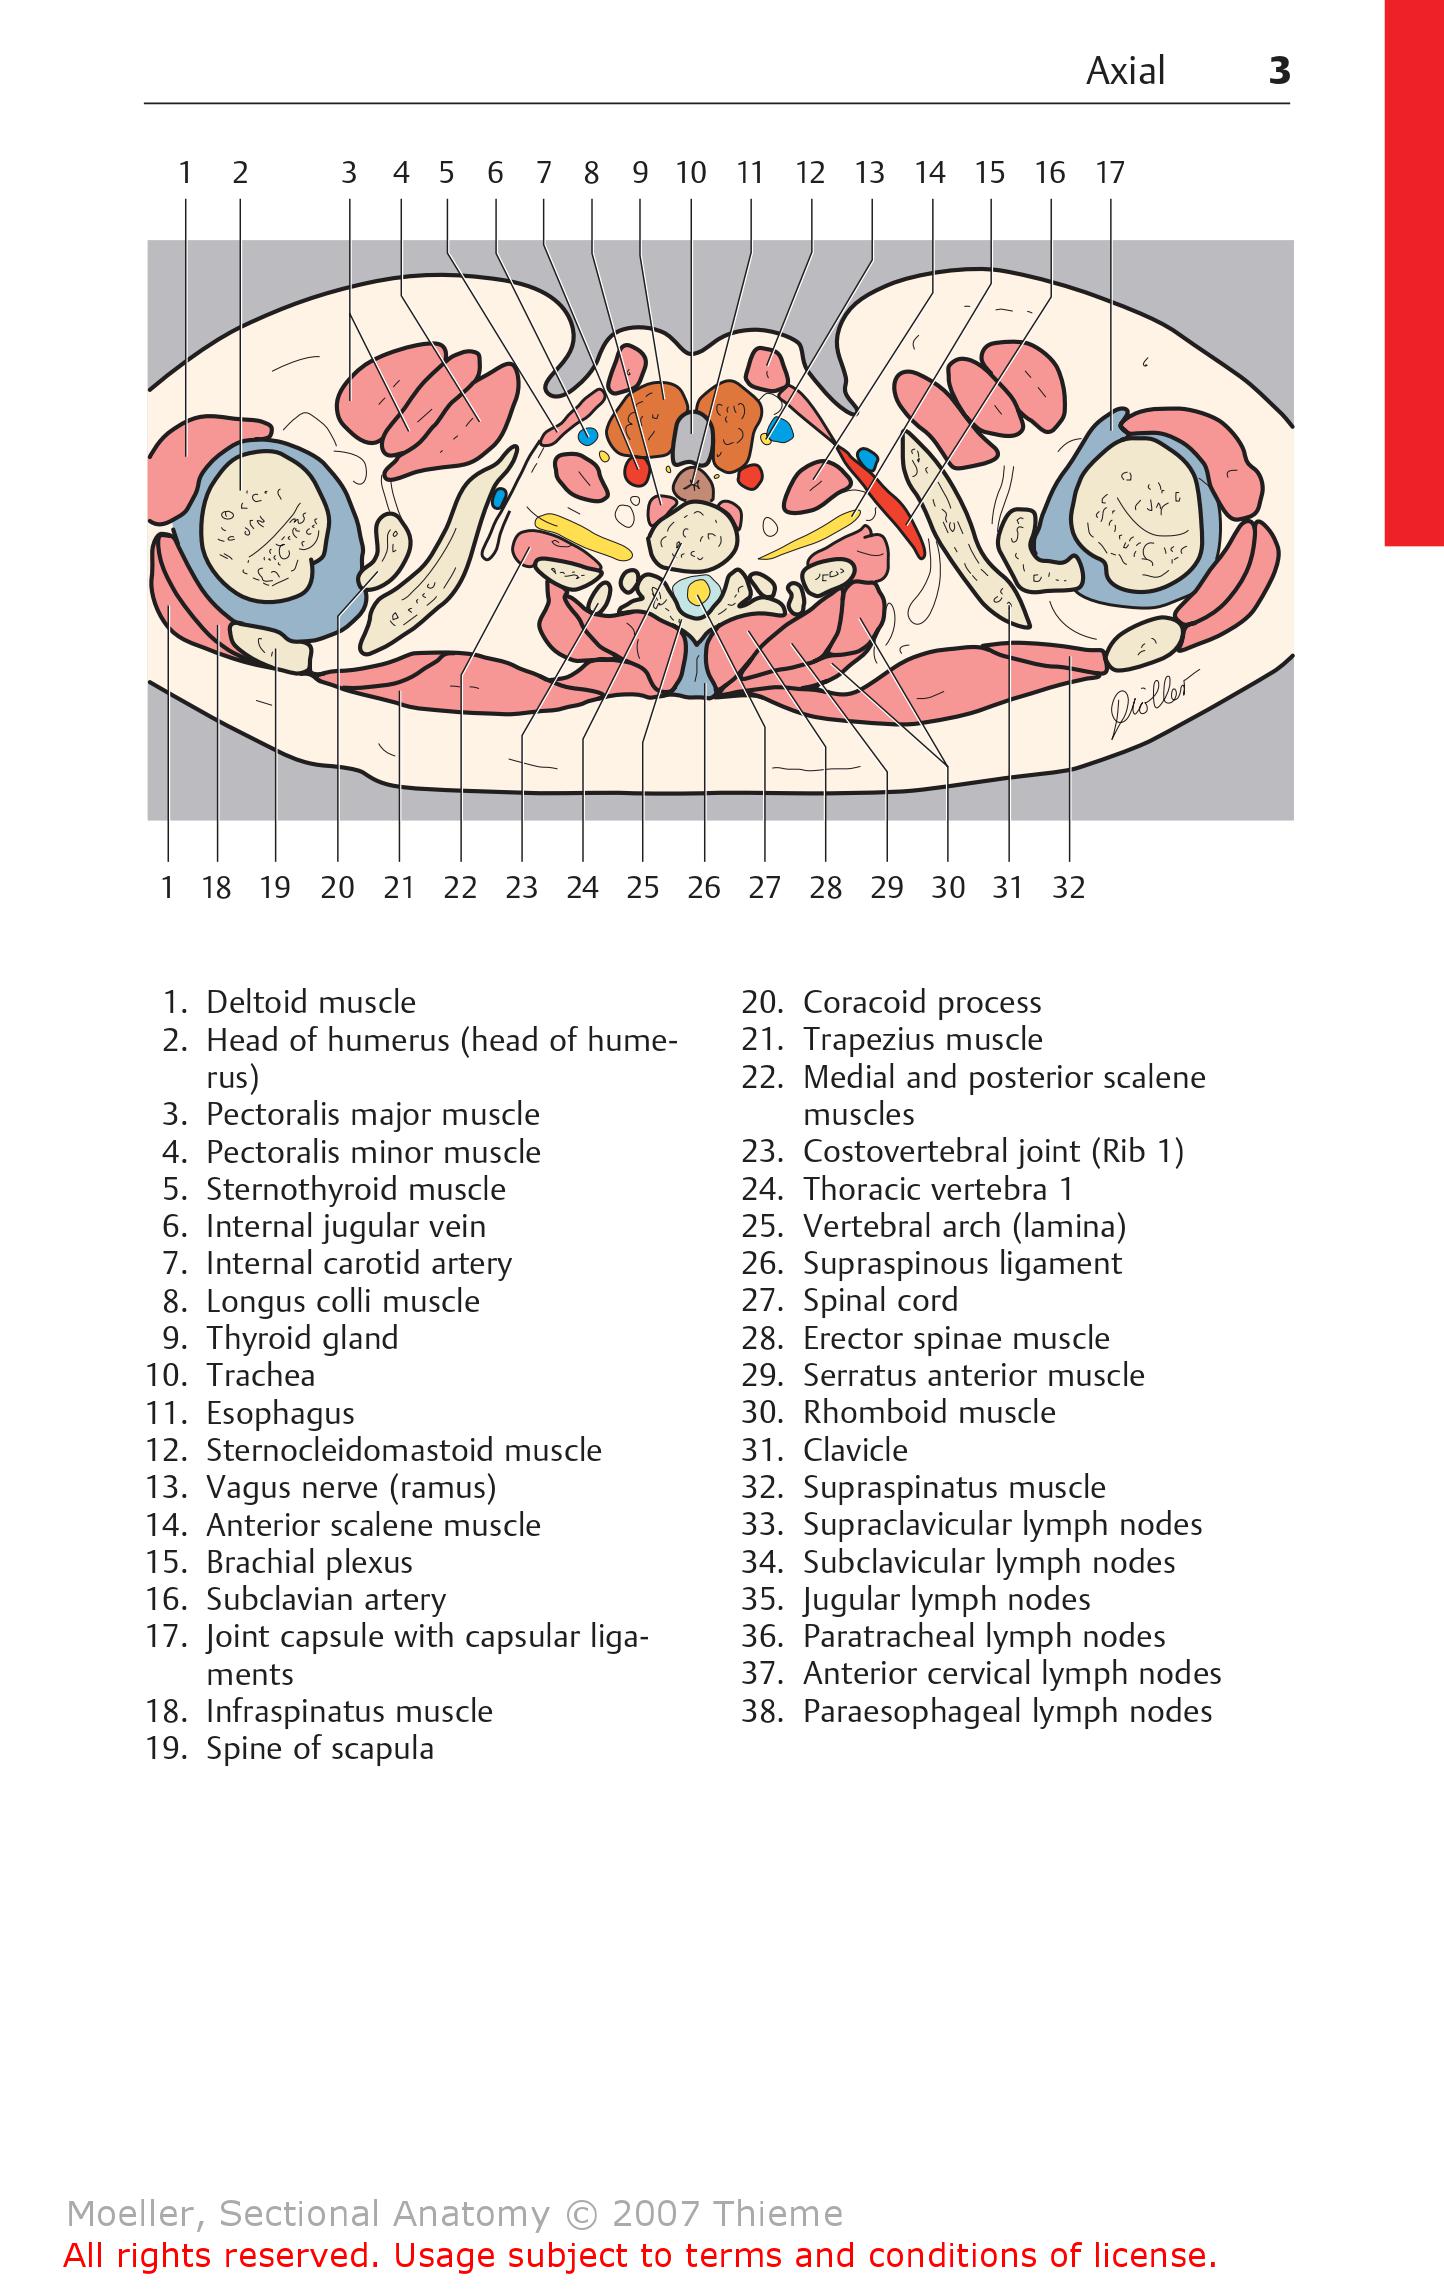 Axial 3
1 2 3 4 5 6 7 8 9 10 11 12 13 14 15 16 17
1 18 19 20 21 22 23 24 25 26 27 28 29 30 31 32
1. Deltoid muscle
2. Head of humerus (head of hume-
rus)
3. Pectoralis major muscle
4. Pectoralis minor muscle
5. Sternothyroid muscle
6. Internal jugular vein
7. Internal carotid artery
8. Longus colli muscle
9. Thyroid gland
10. Trachea
11. Esophagus
12. Sternocleidomastoid muscle
13. Vagus nerve (ramus)
14. Anterior scalene muscle
15. Brachial plexus
16. Subclavian artery
17. Joint capsule with capsular liga-
ments
18. Infraspinatus muscle
19. Spine of scapula
20. Coracoid process
21. Trapezius muscle
22. Medial and posterior scalene
muscles
23. Costovertebral joint (Rib 1)
24. Thoracic vertebra 1
25. Vertebral arch (lamina)
26. Supraspinous ligament
27. Spinal cord
28. Erector spinae muscle
29. Serratus anterior muscle
30. Rhomboid muscle
31. Clavicle
32. Supraspinatus muscle
33. Supraclavicular lymph nodes
34. Subclavicular lymph nodes
35. Jugular lymph nodes
36. Paratracheal lymph nodes
37. Anterior cervical lymph nodes
38. Paraesophageal lymph nodes
Moeller, Sectional Anatomy © 2007 Thieme
All rights reserved. Usage subject to terms and conditions of license.